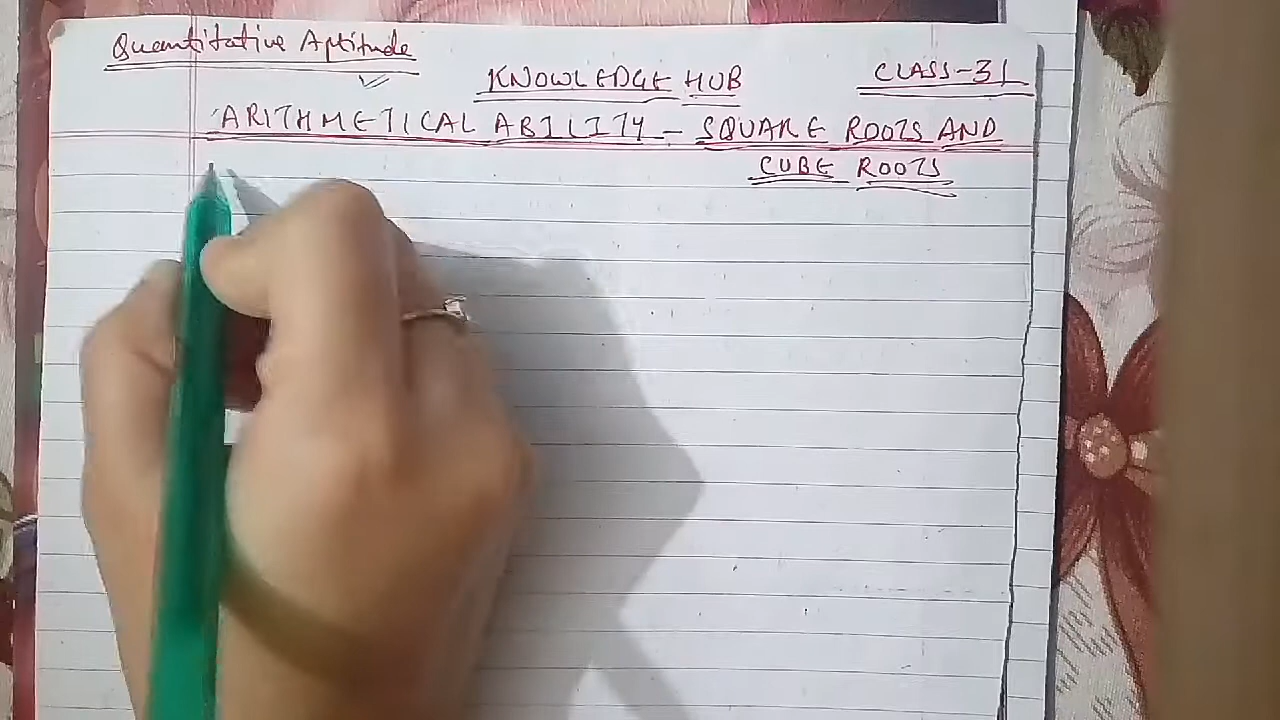 Quantitative Aptitude
KNOWLEDGE HUB
CLASS-31
ARITHMETICAL ABILITY - SQUARE ROOTS AND
CUBE ROOTS